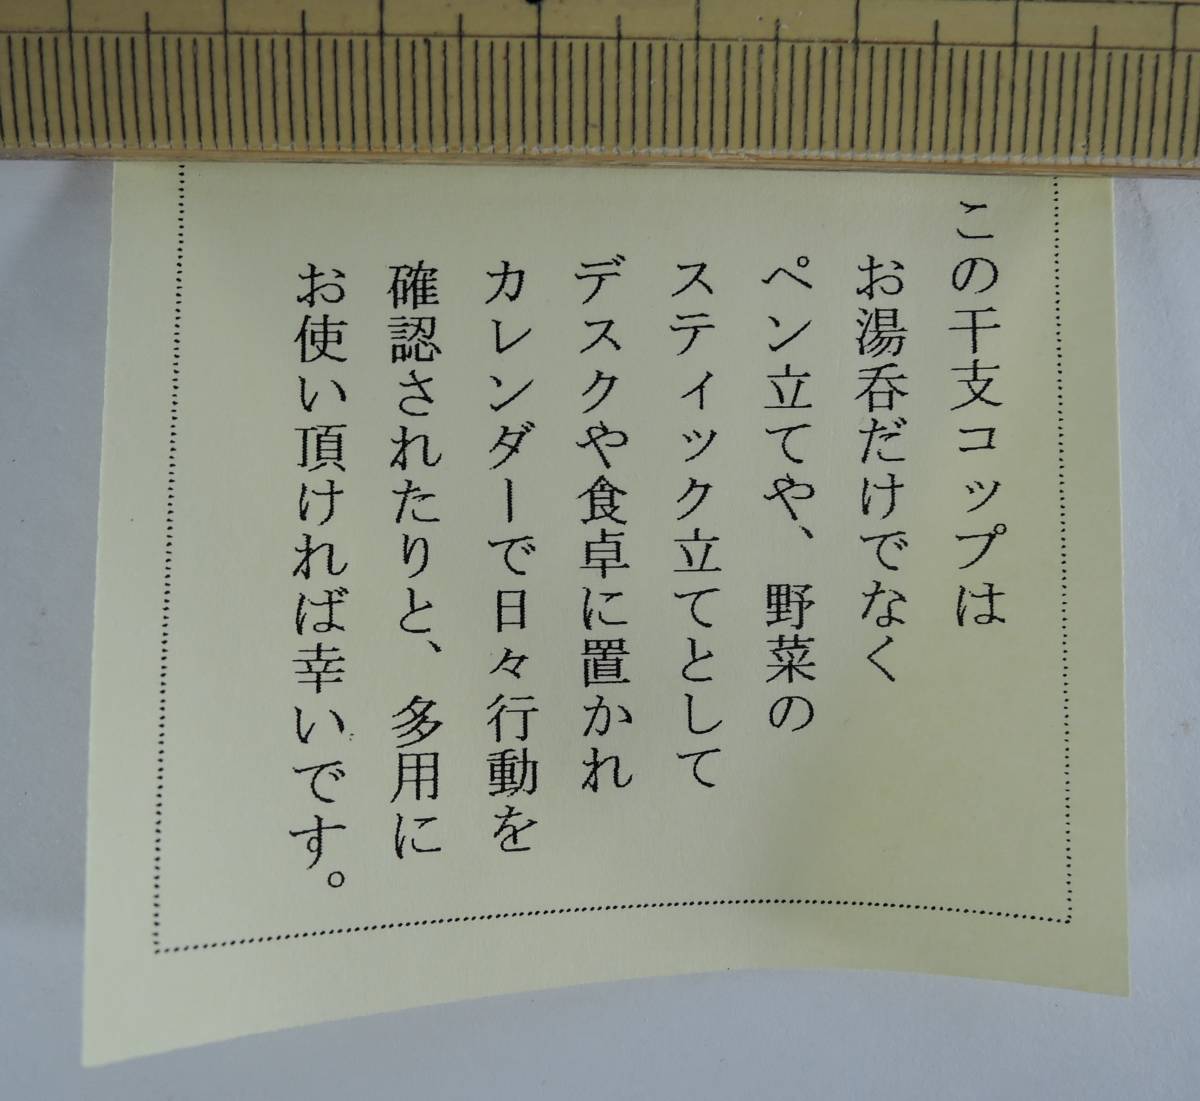 この干支コップは
お湯呑だけでなく
ペン立てや、野菜の
スティック立てとして
デスクや食卓に置かれ
カレンダーで日々行動を
確認されたりと、多用に
お使い頂ければ幸いです。